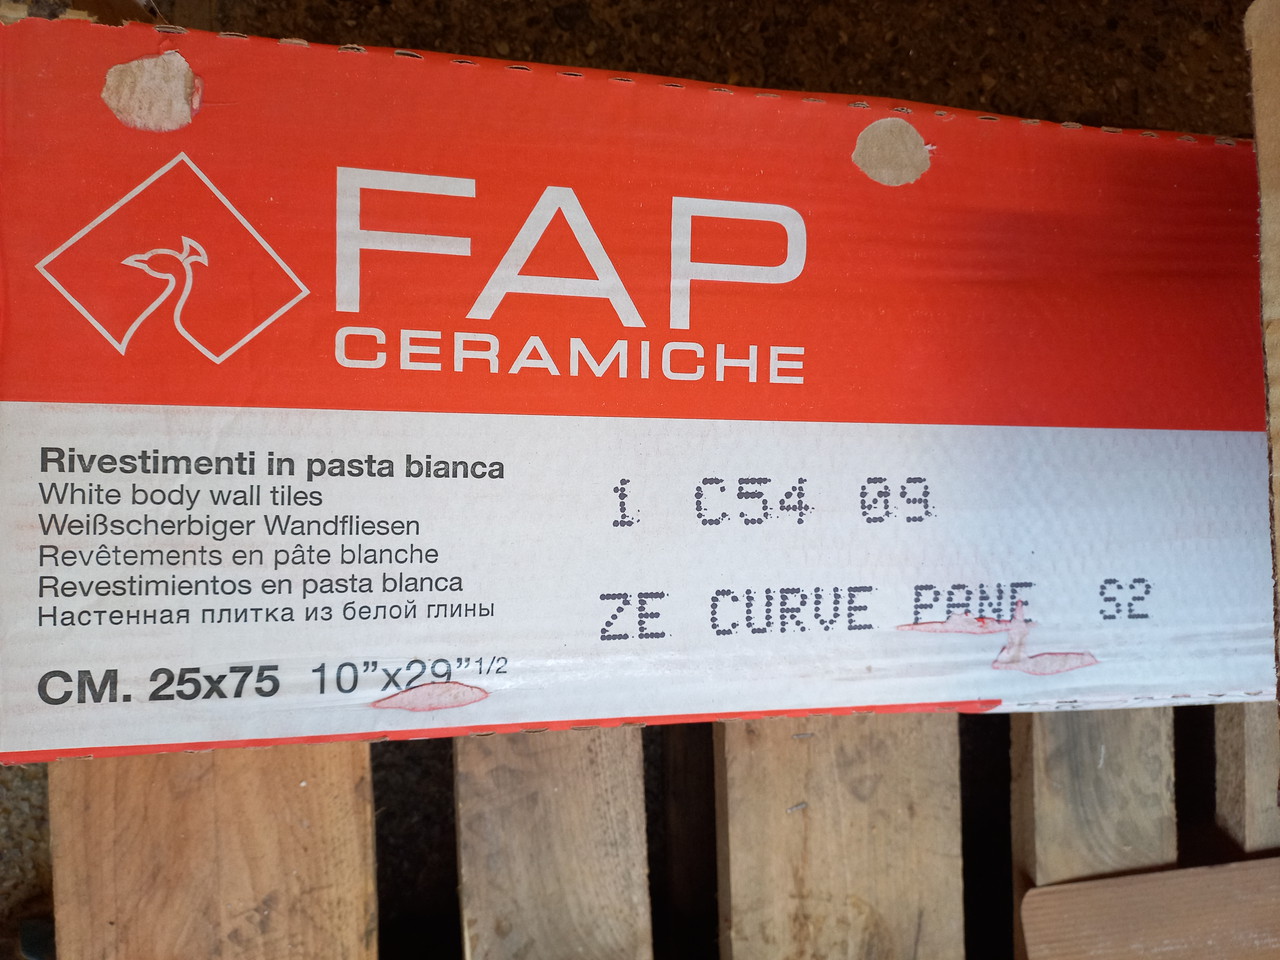 FAP
CERAMICHE
Rivestimenti in pasta bianca
White body wall tiles
Weißscherbiger Wandfliesen
Revêtements en pâte blanche
Revestimientos en pasta blanca
Настенная плитка из белой глины
CM. 25x75 10”x29”1/2
1 C54 09
ZE CURVE PANE S2